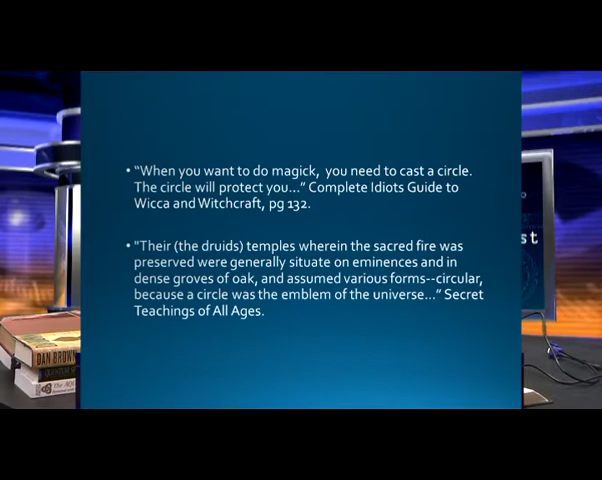 • “When you want to do magick, you need to cast a circle.
The circle will protect you...” Complete Idiots Guide to
Wicca and Witchcraft, pg 132.
• "Their (the druids) temples wherein the sacred fire was
preserved were generally situate on eminences and in
dense groves of oak, and assumed various forms--circular,
because a circle was the emblem of the universe...” Secret
Teachings of All Ages.
st
DAN BROWN
The